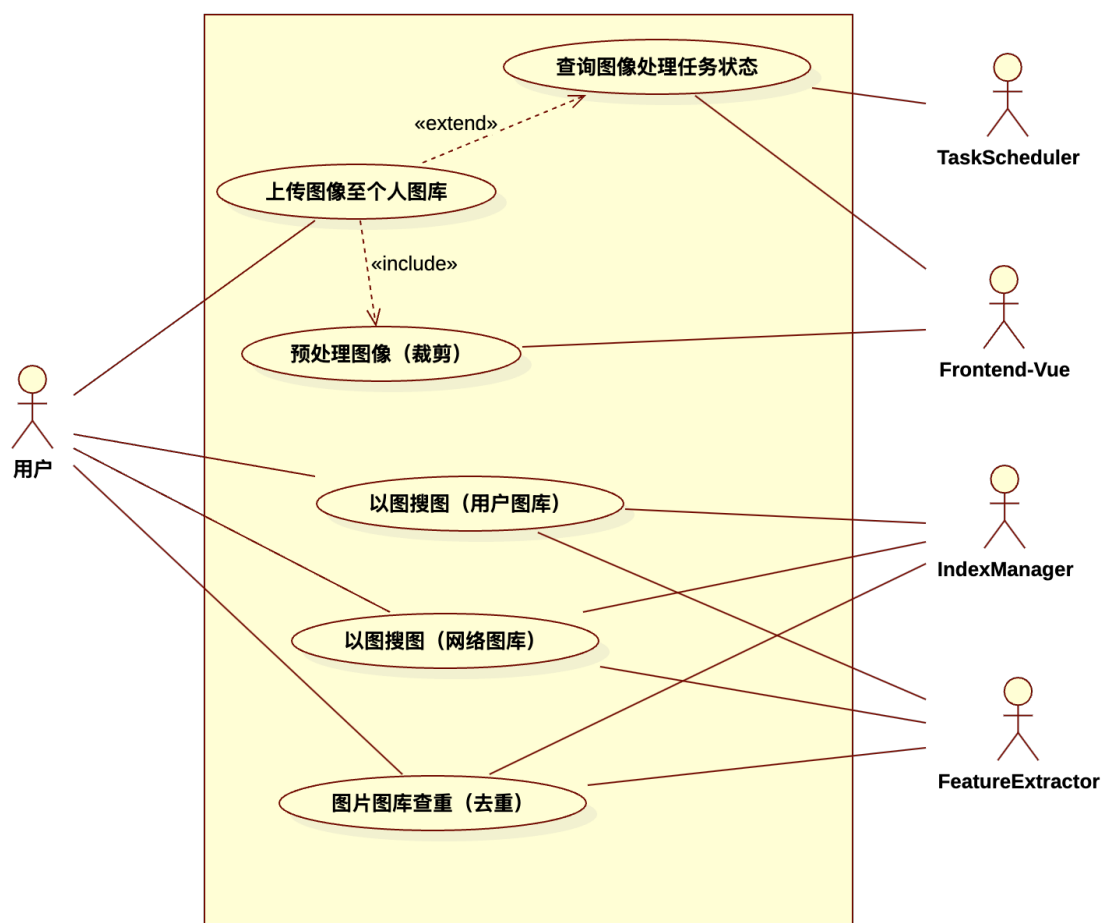 查询图像处理任务状态
TaskScheduler
«extend»
上传图像至个人图库
«include»
预处理图像（裁剪）
Frontend-Vue
用户
以图搜图（用户图库）
IndexManager
以图搜图（网络图库）
FeatureExtractor
图片图库查重（去重）